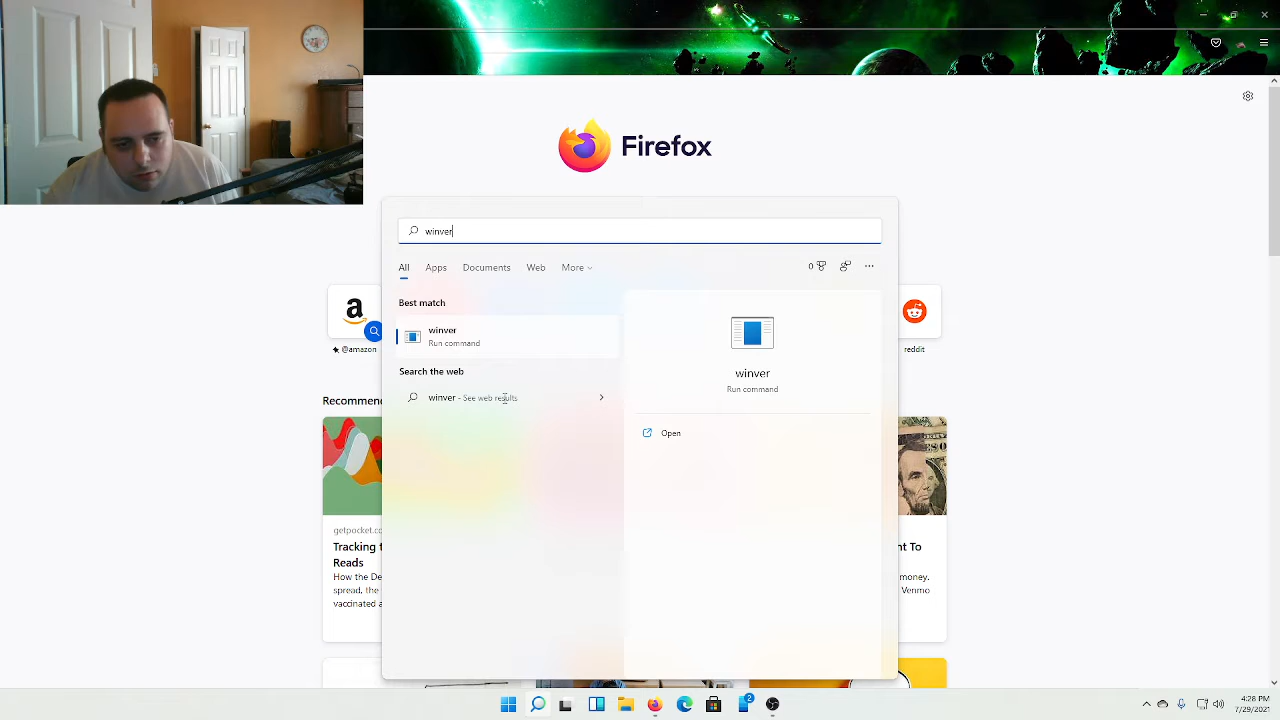 Firefox
winver
All Apps Documents Web More
0
Best match
winver
Run command
Search the web
winver - See web results
winver
Run command
Open
@amazon
reddit
Recommen
getpocket.co
Tracking t
Reads
How the De
spread, the
vaccinated a
nt To
money.
Venmo
2
4:28 PM
7/29/2021